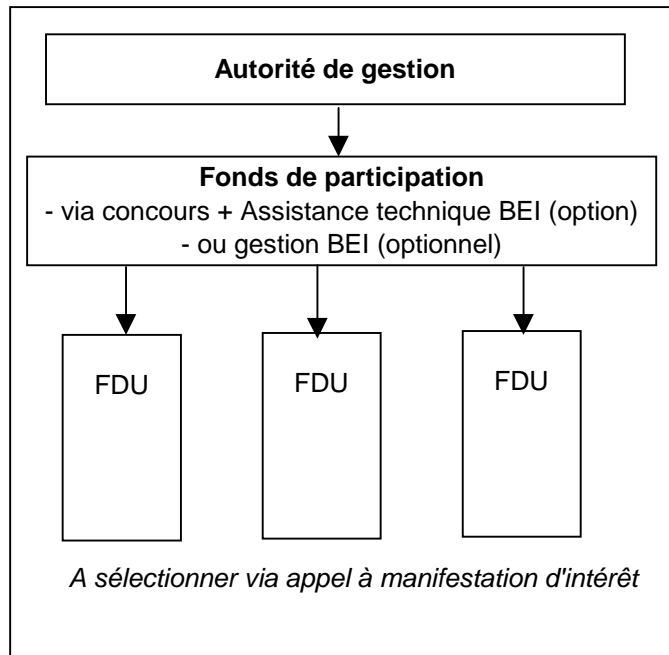 Autorité de gestion
Fonds de participation
- via concours + Assistance technique BEI (option)
- ou gestion BEI (optionnel)
FDU
FDU
FDU
A sélectionner via appel à manifestation d'intérêt